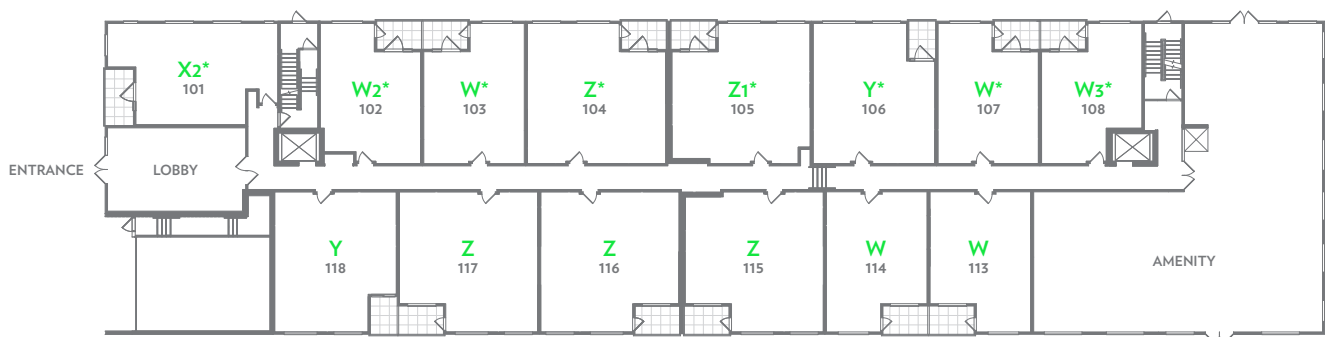 X2*
101
W2*
102
W*
103
Z*
104
Z1*
105
Y*
106
W*
107
W3*
108
ENTRANCE
LOBBY
Y
118
Z
117
Z
116
Z
115
W
114
W
113
AMENITY